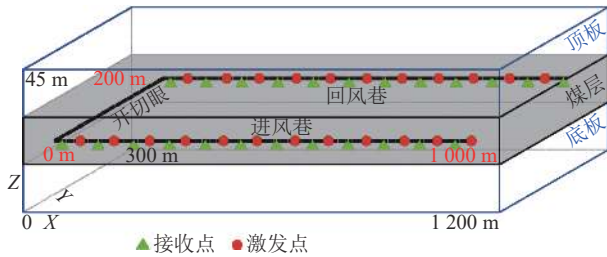 顶板
45 m
200 m
煤层
开切眼
回风巷
进风巷
底板
0 m
300 m
1 000 m
Z
Y
0
X
1 200 m
接收点
激发点